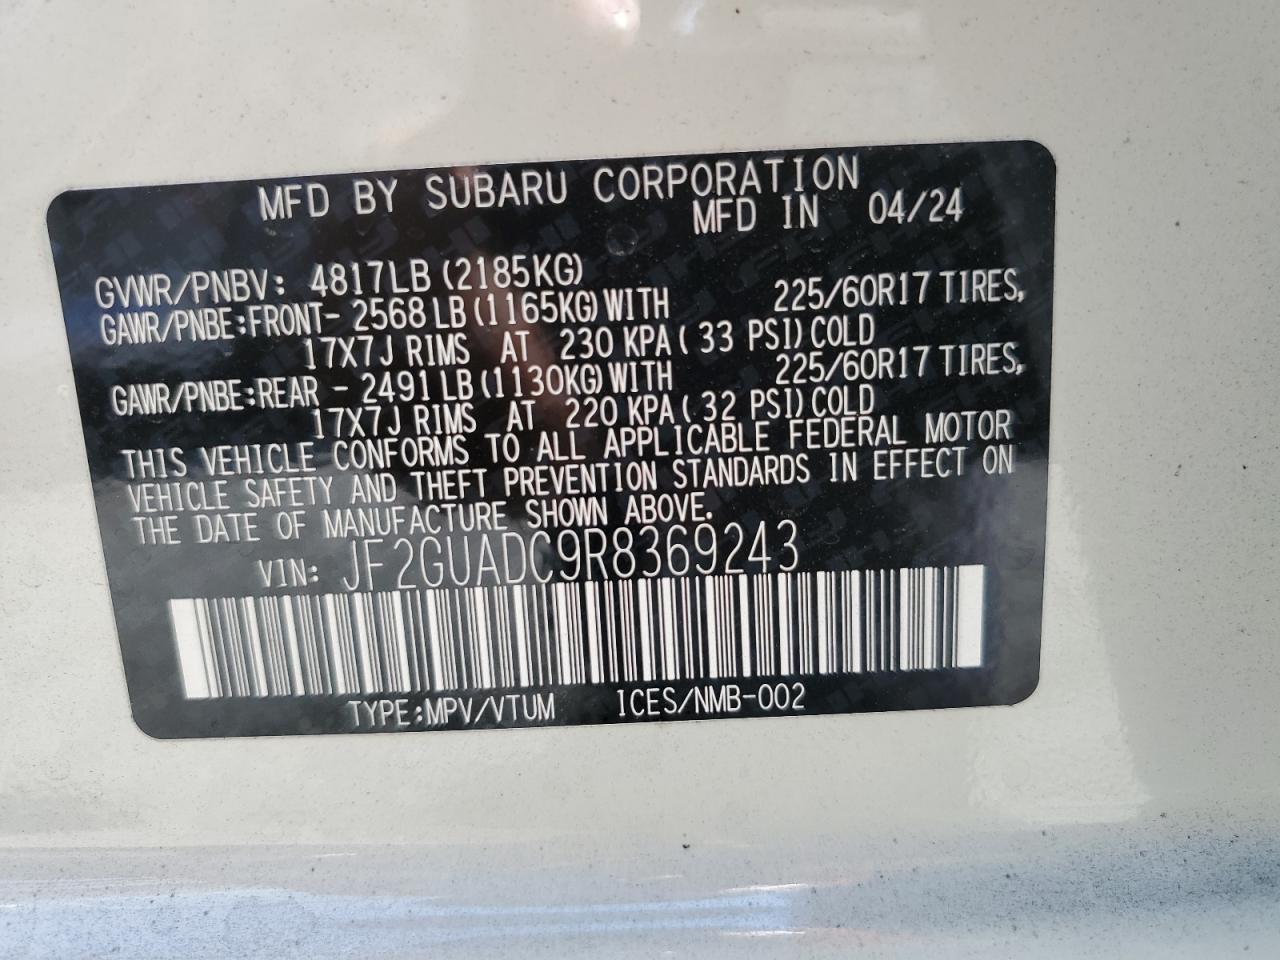 MFD BY SUBARU CORPORATION
MFD IN 04/24
GVWR/PNBV: 4817LB (2185KG)
GAWR/PNBE:FRONT- 2568 LB (1165KG) WITH 225/60R17 TIRES,
17X7J RIMS AT 230 KPA ( 33 PSI) COLD
GAWR/PNBE:REAR - 2491 LB (1130KG) WITH 225/60R17 TIRES,
17X7J RIMS AT 220 KPA ( 32 PSI) COLD
THIS VEHICLE CONFORMS TO ALL APPLICABLE FEDERAL MOTOR
VEHICLE SAFETY AND THEFT PREVENTION STANDARDS IN EFFECT ON
THE DATE OF MANUFACTURE SHOWN ABOVE.
VIN: JF2GUADC9R8369243
TYPE:MPV/VTUM ICES/NMB-002